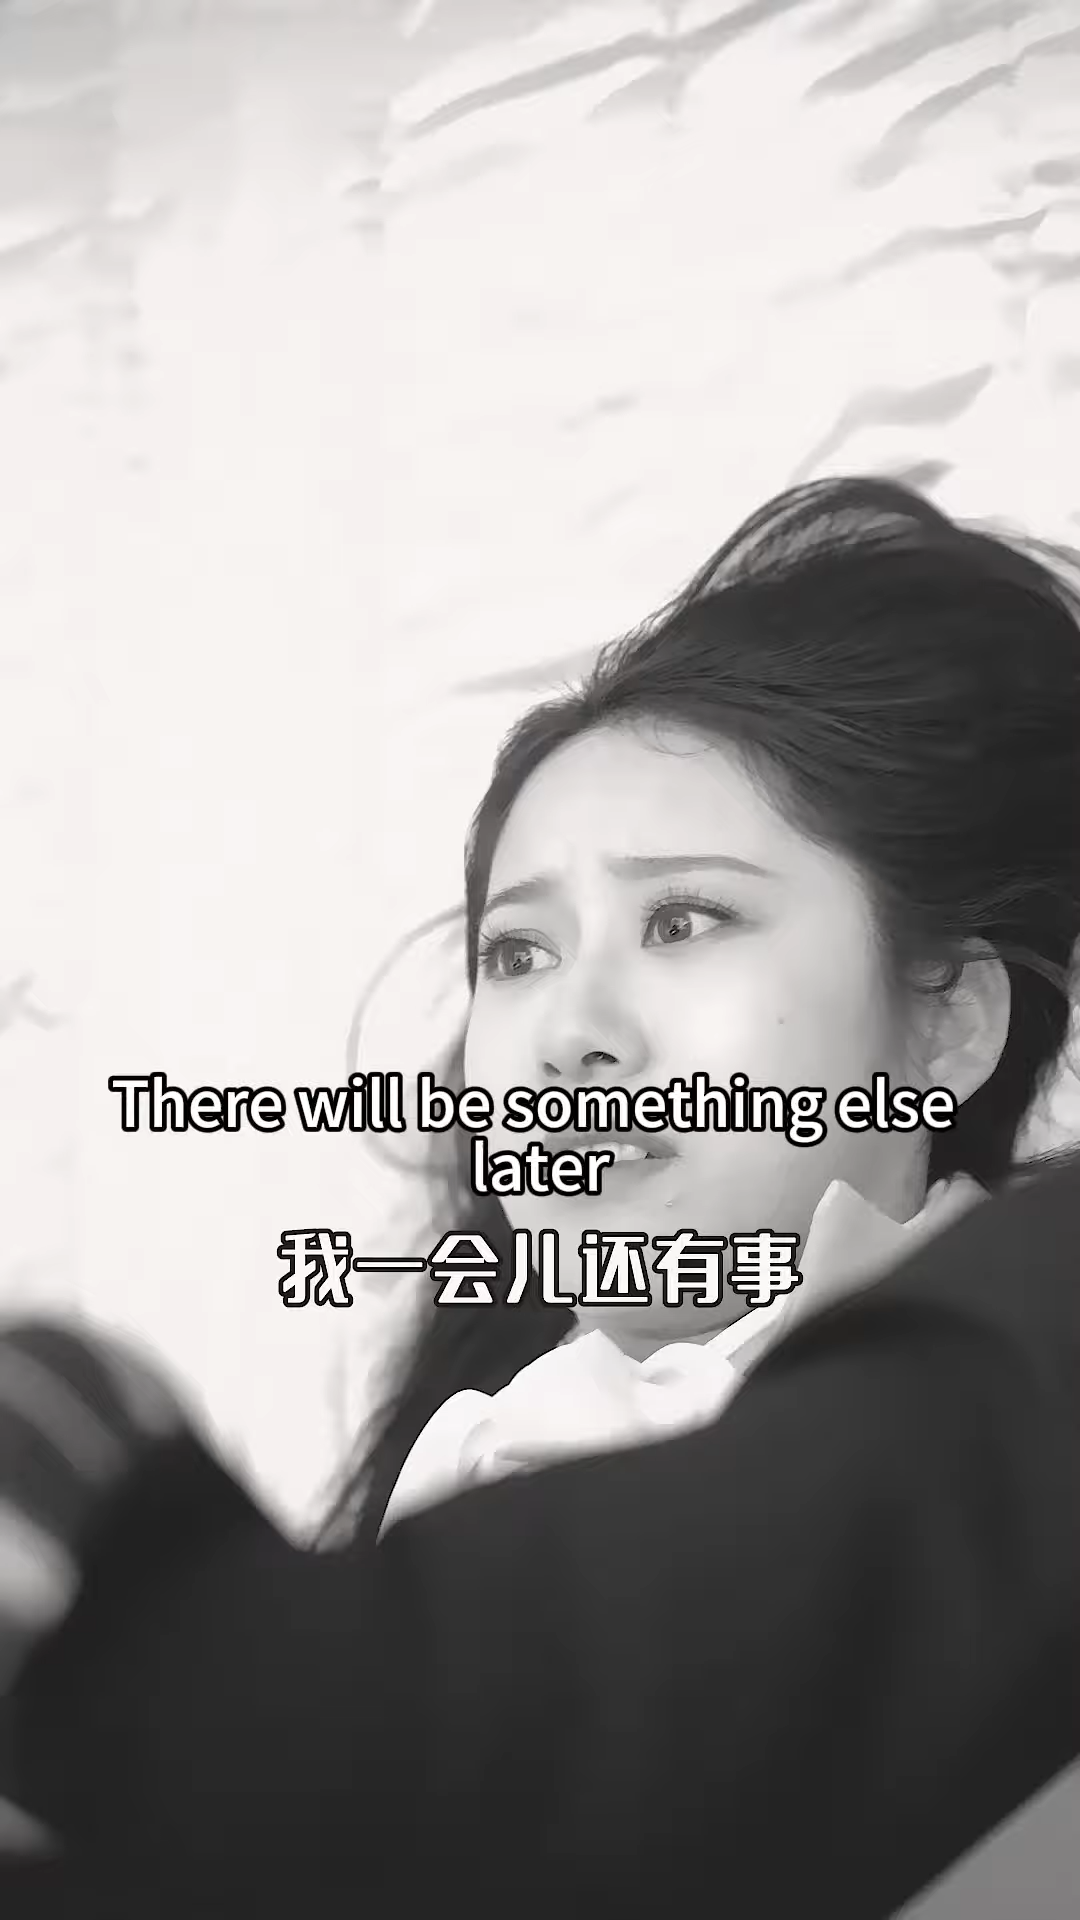 There will be something else
later
我一会儿还有事